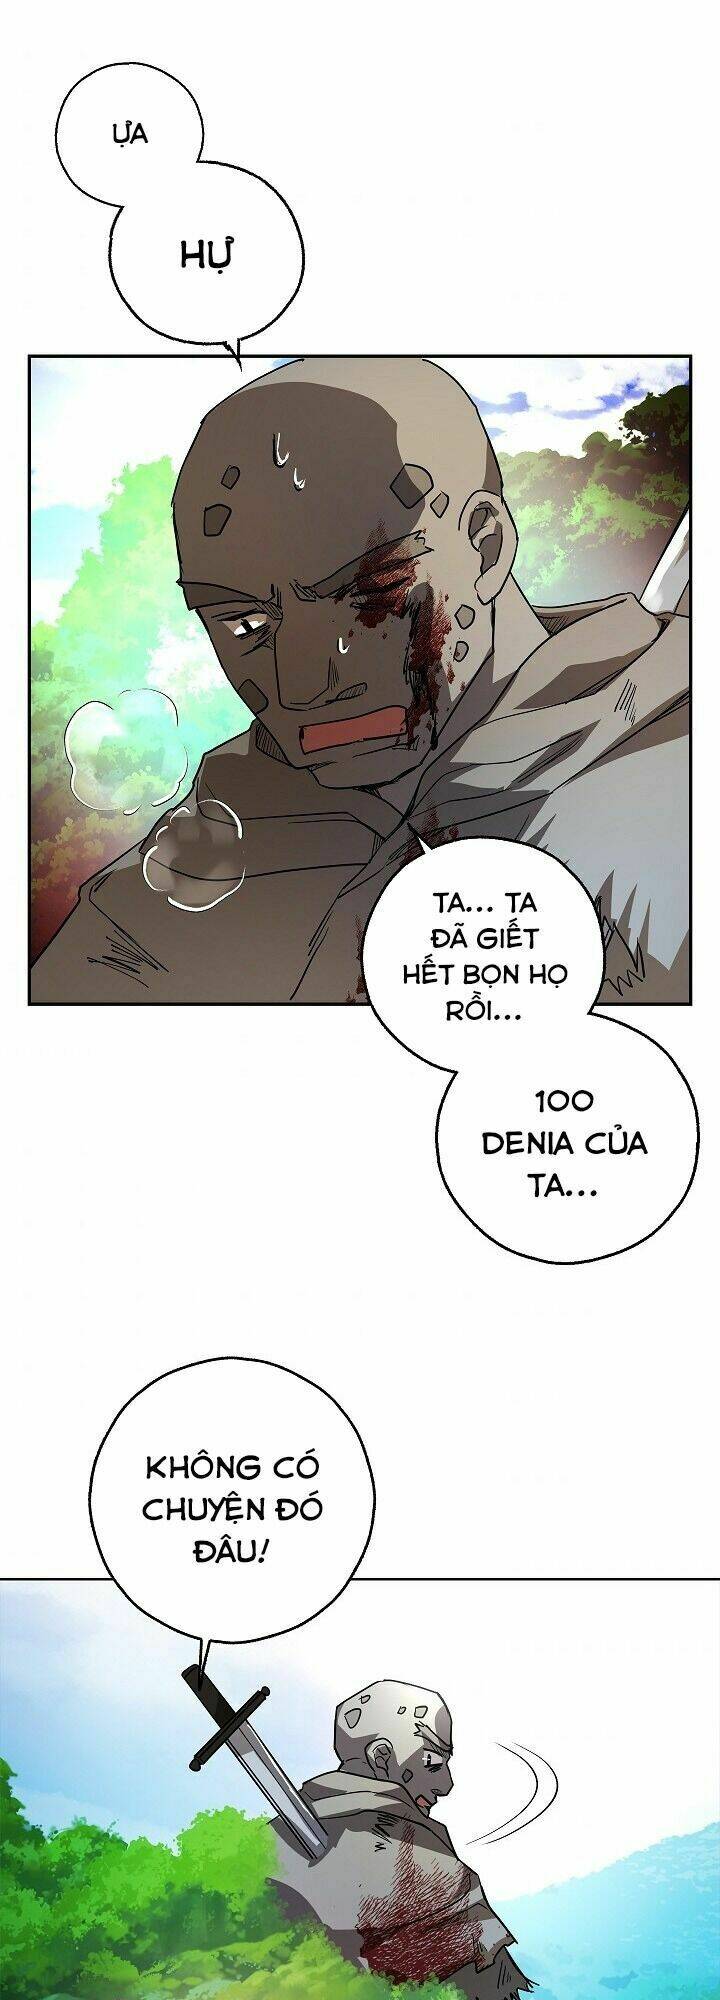 ỰA
HỰ
TA... TA
ĐÃ GIẾT
HẾT BỌN HỌ
RỒI...
100
DENIA CỦA
TA...
KHÔNG CÓ
CHUYỆN ĐÓ
ĐÂU!